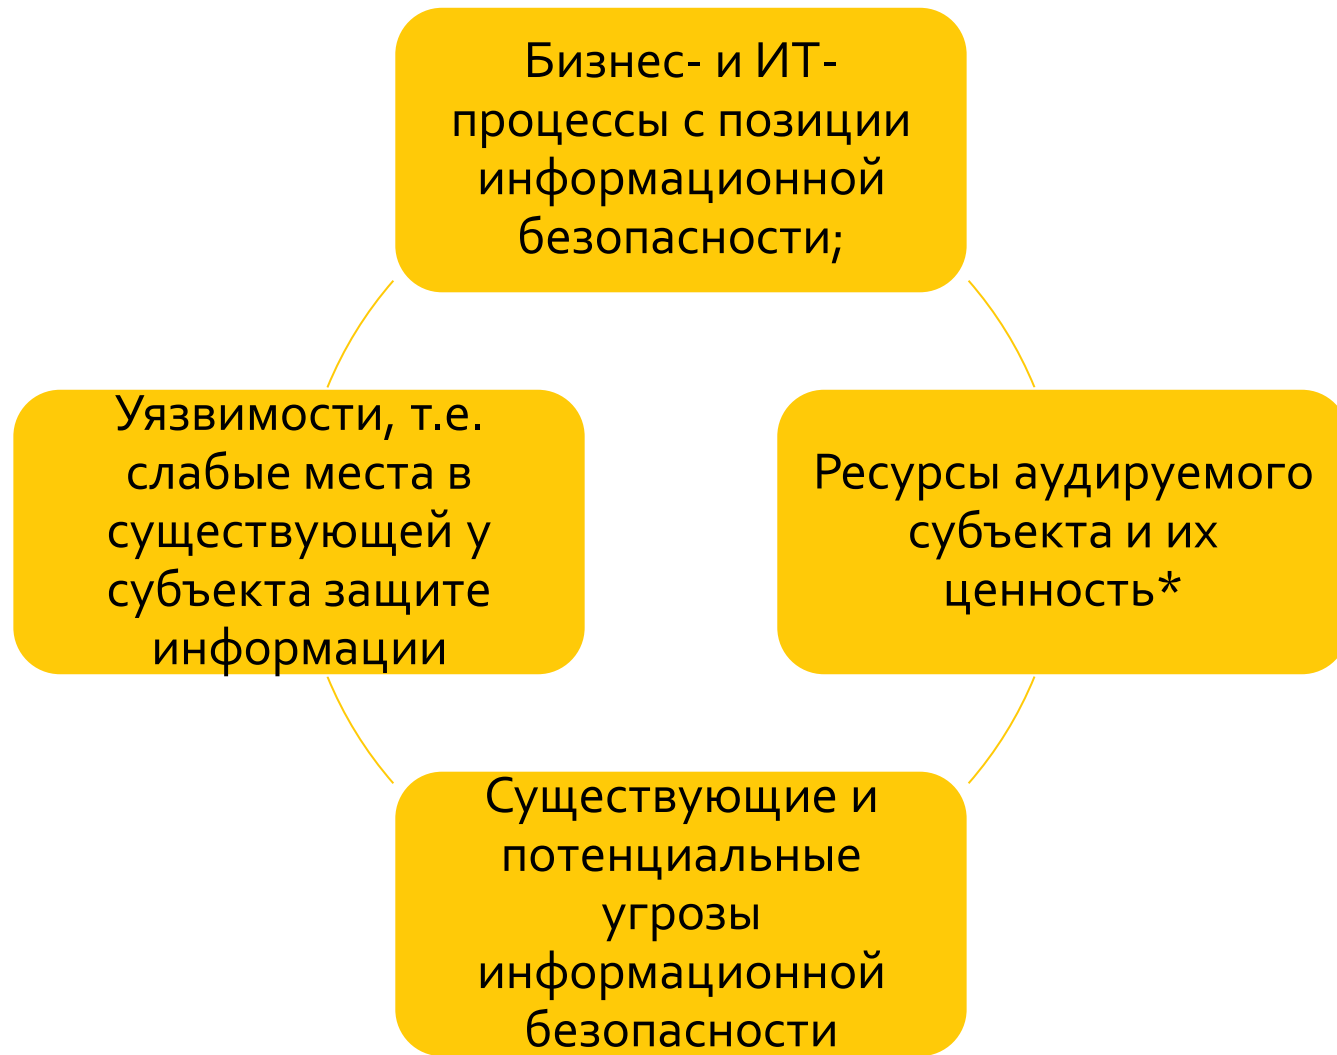 Бизнес- и ИТ-
процессы с позиции
информационной
безопасности;
Уязвимости, т.е.
слабые места в
существующей у
субъекта защите
информации
Ресурсы аудируемого
субъекта и их
ценность*
Существующие и
потенциальные
угрозы
информационной
безопасности